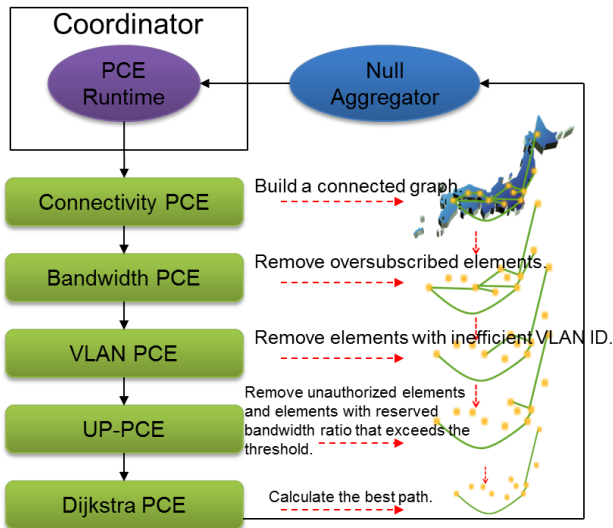 Coordinator
PCE
Runtime
Null
Aggregator
Connectivity PCE
Build a connected graph.
Bandwidth PCE
Remove oversubscribed elements.
VLAN PCE
Remove elements with inefficient VLAN ID.
UP-PCE
Remove unauthorized elements
and elements with reserved
bandwidth ratio that exceeds the
threshold.
Dijkstra PCE
Calculate the best path.